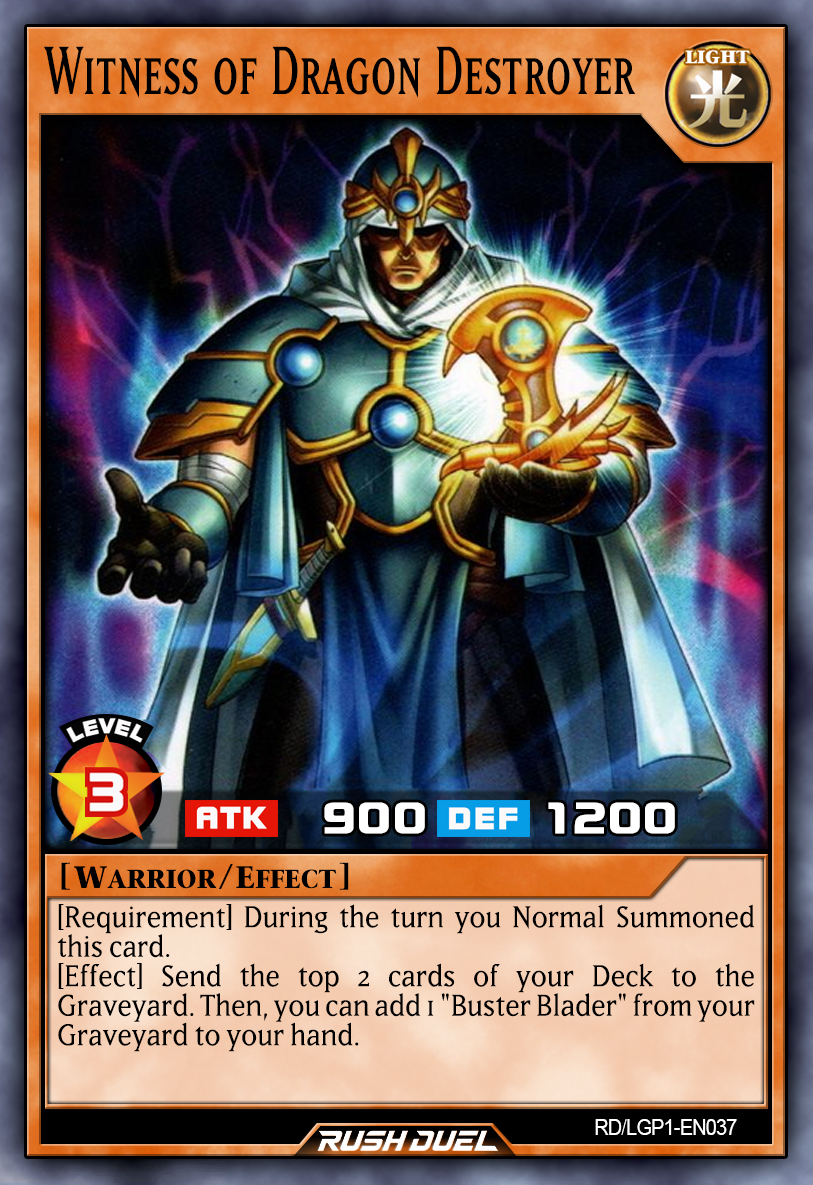 WITNESS OF DRAGON DESTROYER
LIGHT
光
LEVEL
3
ATK 900 DEF 1200
[WARRIOR/EFFECT]
[Requirement] During the turn you Normal Summoned
this card.
[Effect] Send the top 2 cards of your Deck to the
Graveyard. Then, you can add 1 "Buster Blader" from your
Graveyard to your hand.
RUSH DUEL
RD/LGP1-EN037